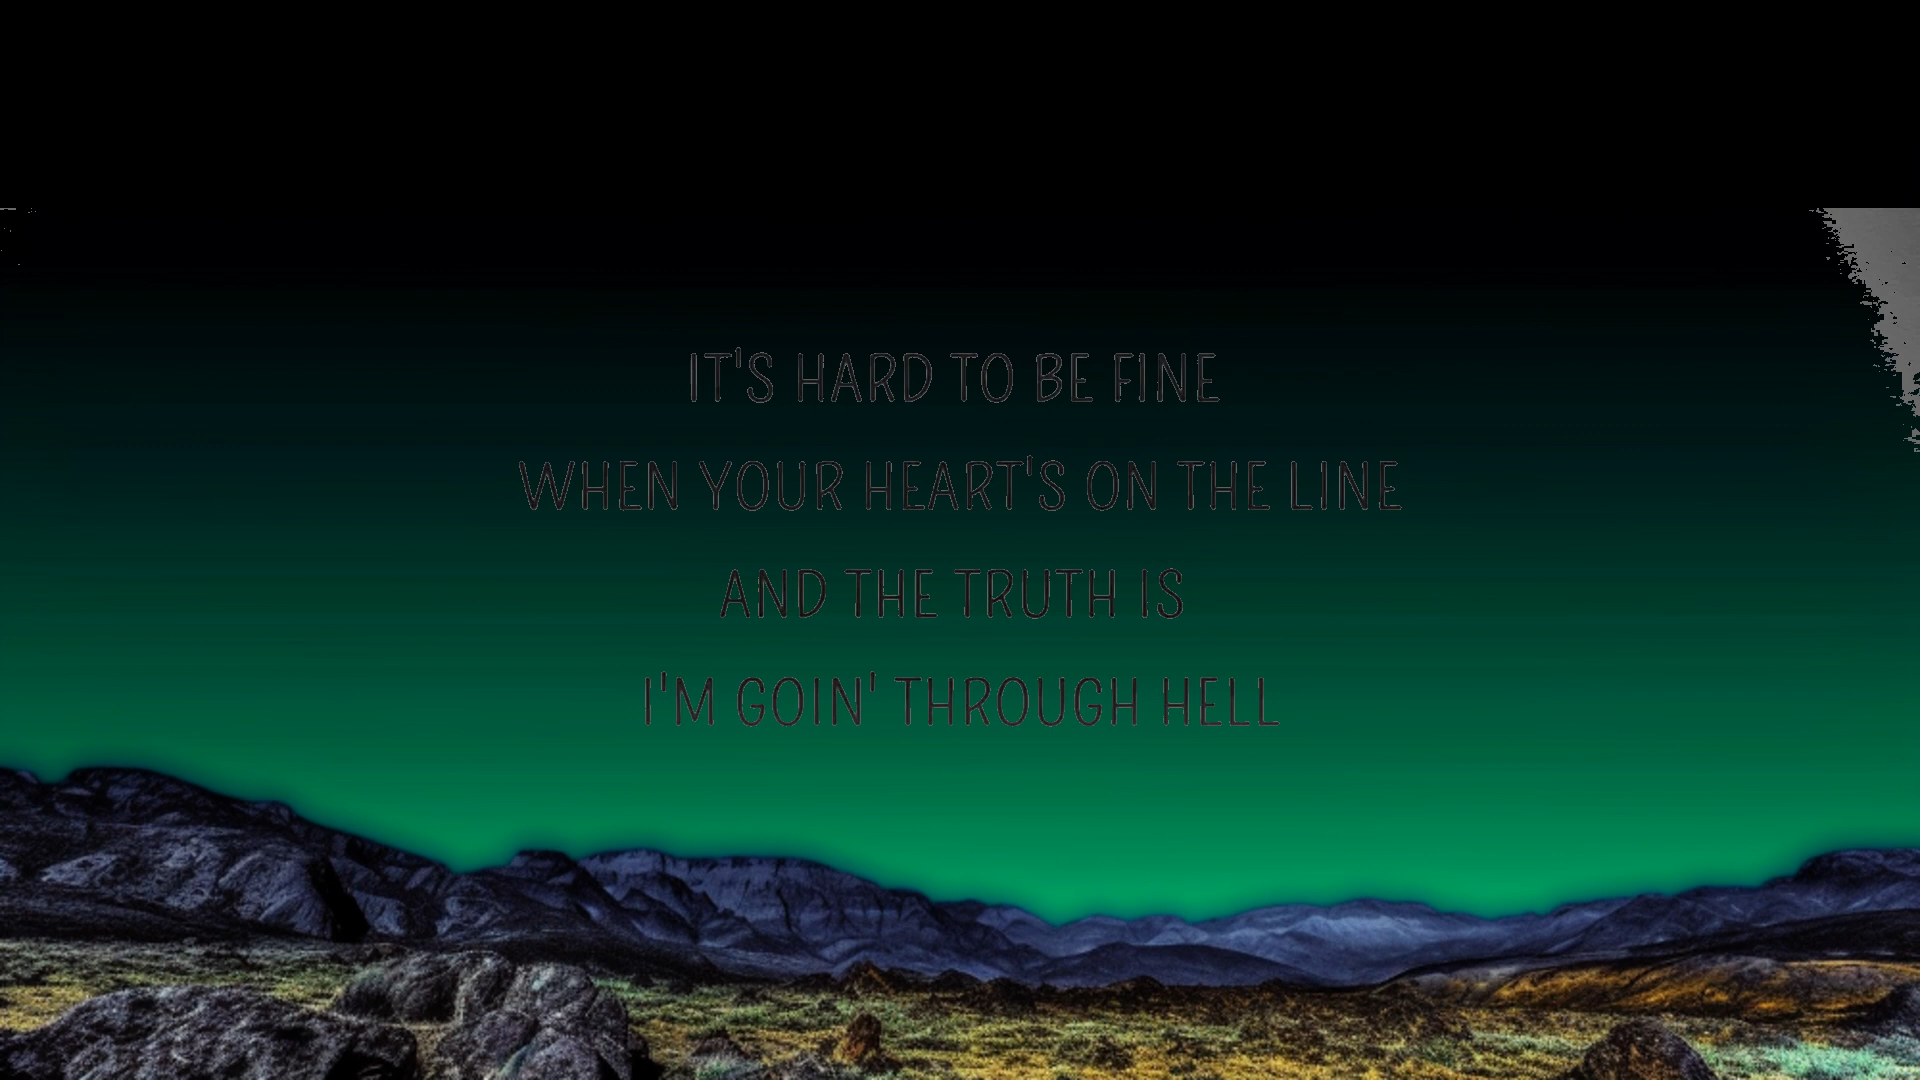 IT'S HARD TO BE FINE
WHEN YOUR HEART'S ON THE LINE
AND THE TRUTH IS
I'M GOIN' THROUGH HELL